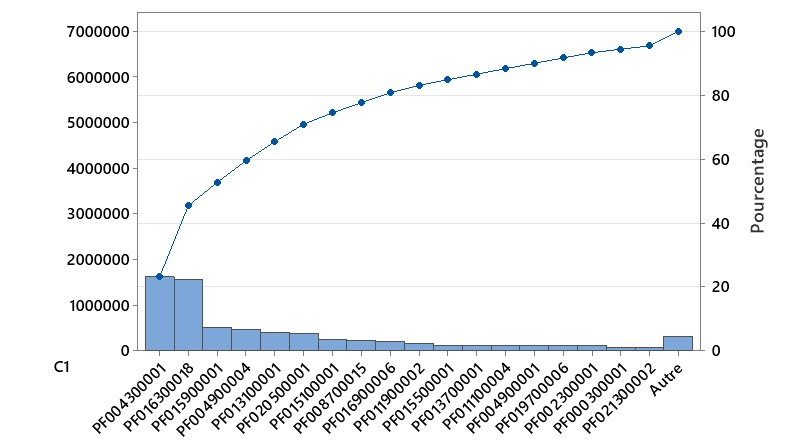 7000000
6000000
5000000
4000000
3000000
2000000
1000000
0
100
80
60
40
20
0
Pourcentage
C1
PF004300001
PF016300018
PF015900001
PF004900004
PF013100001
PF020500001
PF015100001
PF008700015
PF016900006
PF011900002
PF015500001
PF013700001
PF011100004
PF004900001
PF019700006
PF002300001
PF000300001
PF021300002
Autre